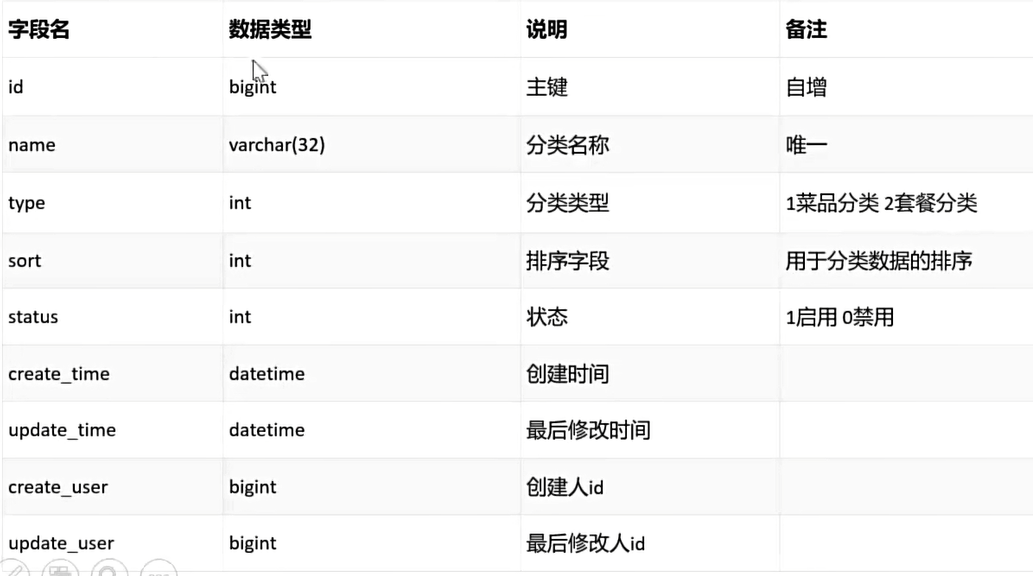 字段名 数据类型 说明 备注
id bigint 主键 自增
name varchar(32) 分类名称 唯一
type int 分类类型 1菜品分类 2套餐分类
sort int 排序字段 用于分类数据的排序
status int 状态 1启用 0禁用
create_time datetime 创建时间
update_time datetime 最后修改时间
create_user bigint 创建人id
update_user bigint 最后修改人id